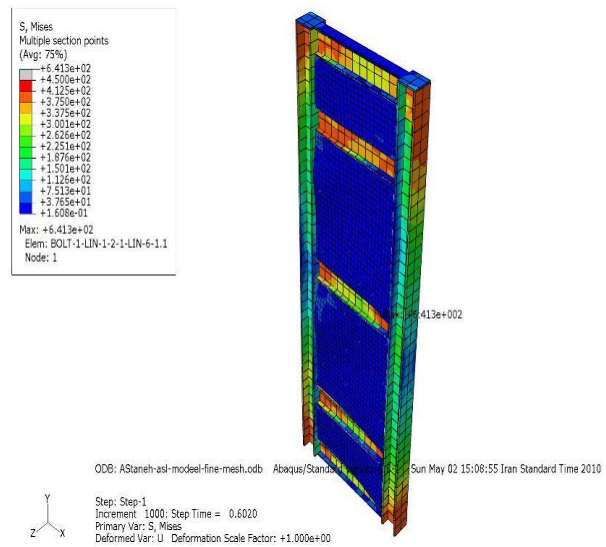 S, Mises
Multiple section points
(Avg: 75%)
+6.413e+02
+4.500e+02
+4.125e+02
+3.750e+02
+3.375e+02
+3.001e+02
+2.626e+02
+2.251e+02
+1.876e+02
+1.501e+02
+1.126e+02
+7.513e+01
+3.765e+01
+1.608e-01
Max: +6.413e+02
Elem: BOLT-1-LIN-1-2-1-LIN-6-1.1
Node: 1
413e+002
ODB: AStaneh-asl-modeel-fine-mesh.odb Abaqus/Standard Sun May 02 15:08:55 Iran Standard Time 2010
Y
Z X
Step: Step-1
Increment 1000: Step Time = 0.6020
Primary Var: S, Mises
Deformed Var: U Deformation Scale Factor: +1.000e+00